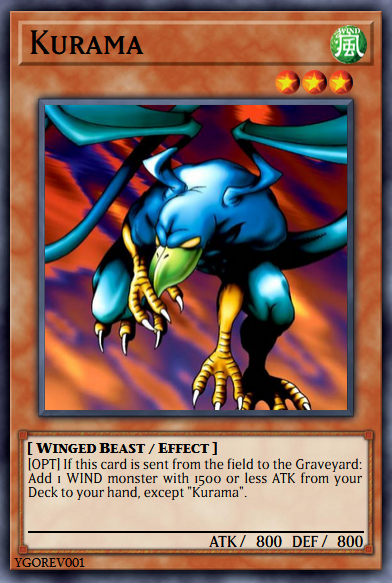 Kurama
WIND
風
[ Winged Beast / Effect ]
[OPT] If this card is sent from the field to the Graveyard:
Add 1 WIND monster with 1500 or less ATK from your
Deck to your hand, except "Kurama".
ATK / 800 DEF / 800
YGOREV001